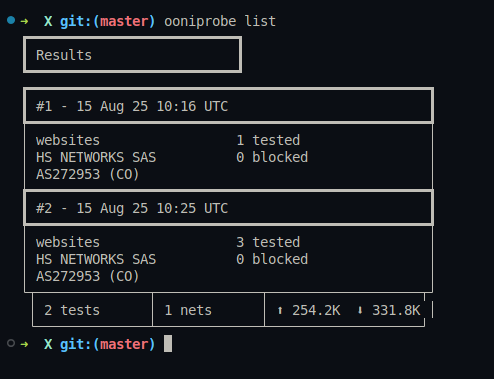 ➜ X git:(master) ooniprobe list
Results
#1 - 15 Aug 25 10:16 UTC
websites 1 tested
HS NETWORKS SAS 0 blocked
AS272953 (CO)
#2 - 15 Aug 25 10:25 UTC
websites 3 tested
HS NETWORKS SAS 0 blocked
AS272953 (CO)
2 tests 1 nets ⬆ 254.2K ⬇ 331.8K
➜ X git:(master)